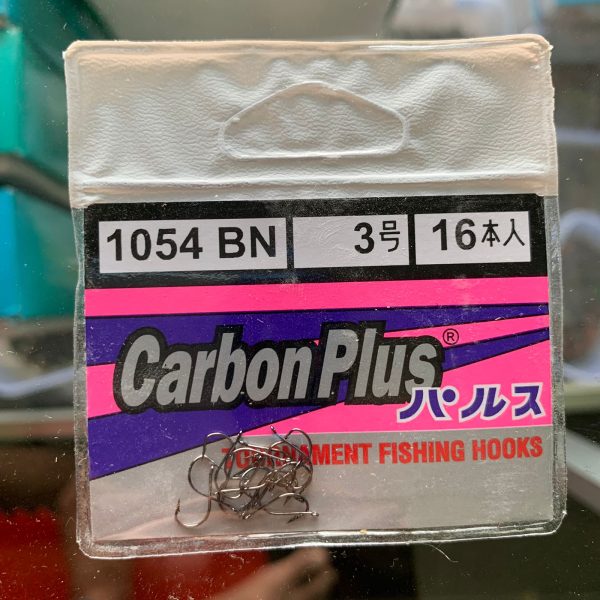 1054 BN 3号 16本入
Carbon Plus®
パルス
TOURNAMENT FISHING HOOKS